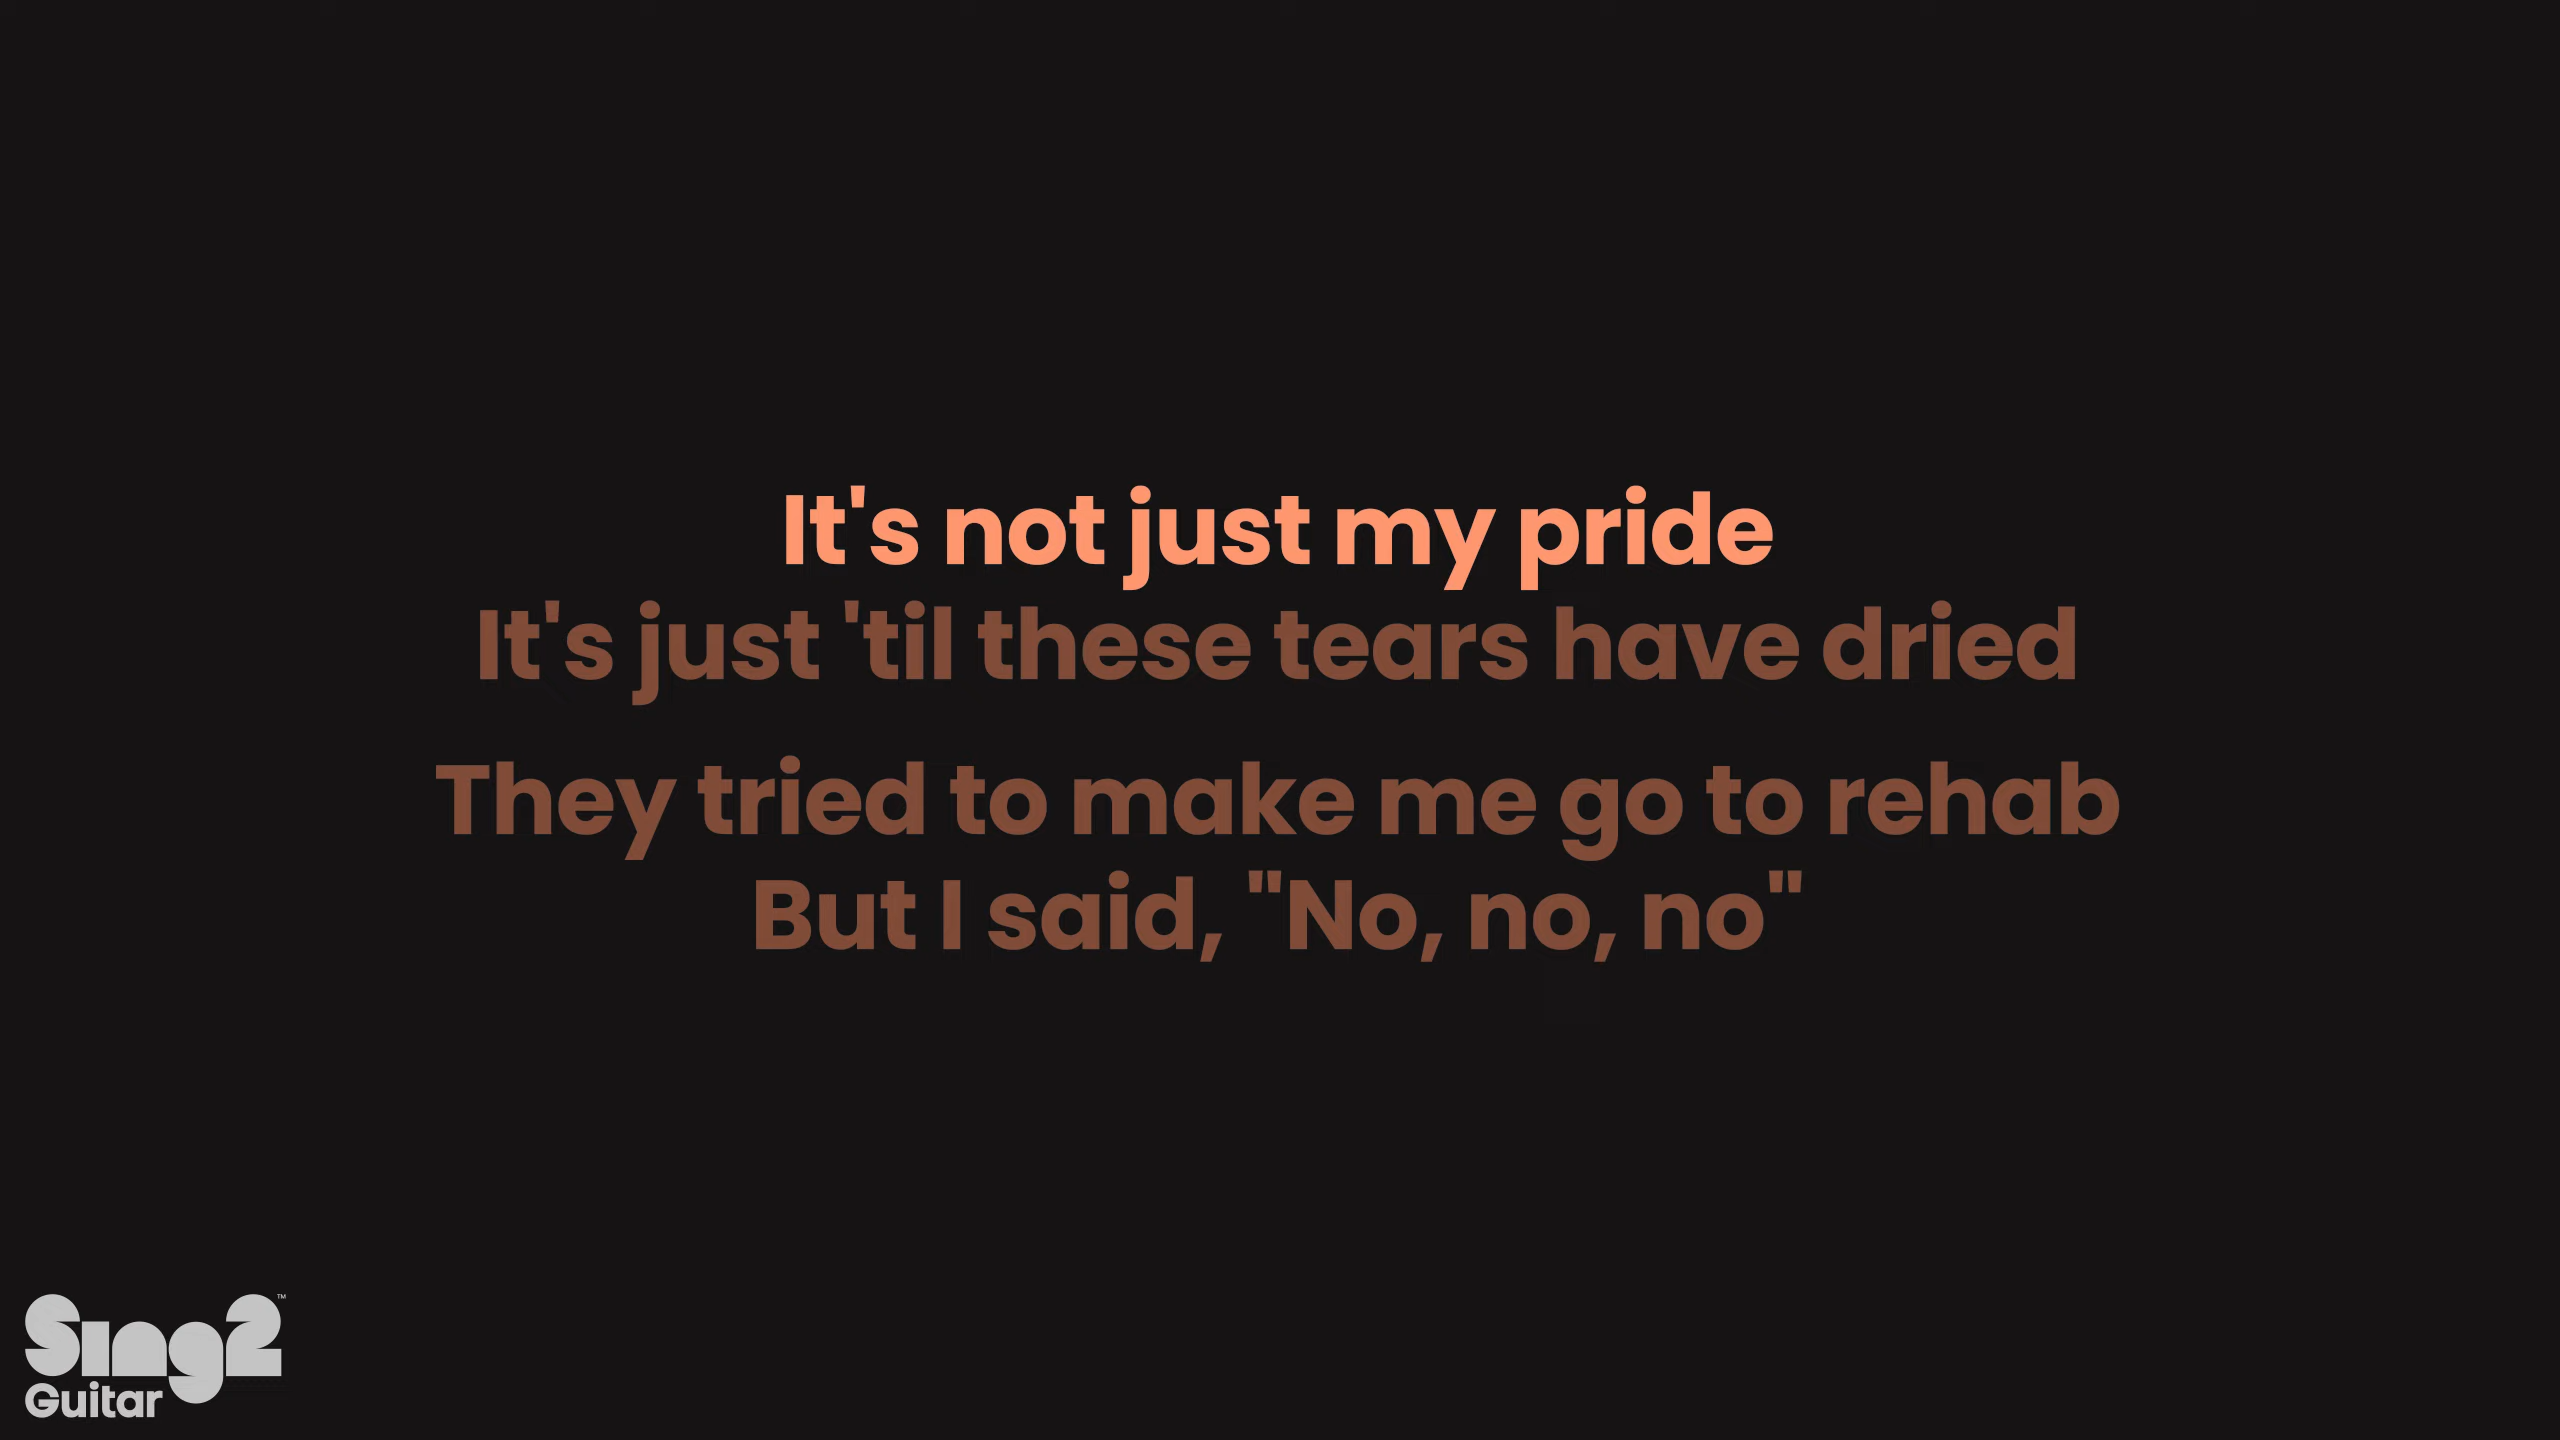 It's not just my pride
It's just 'til these tears have dried
They tried to make me go to rehab
But I said, "No, no, no"
Sing2™
Guitar